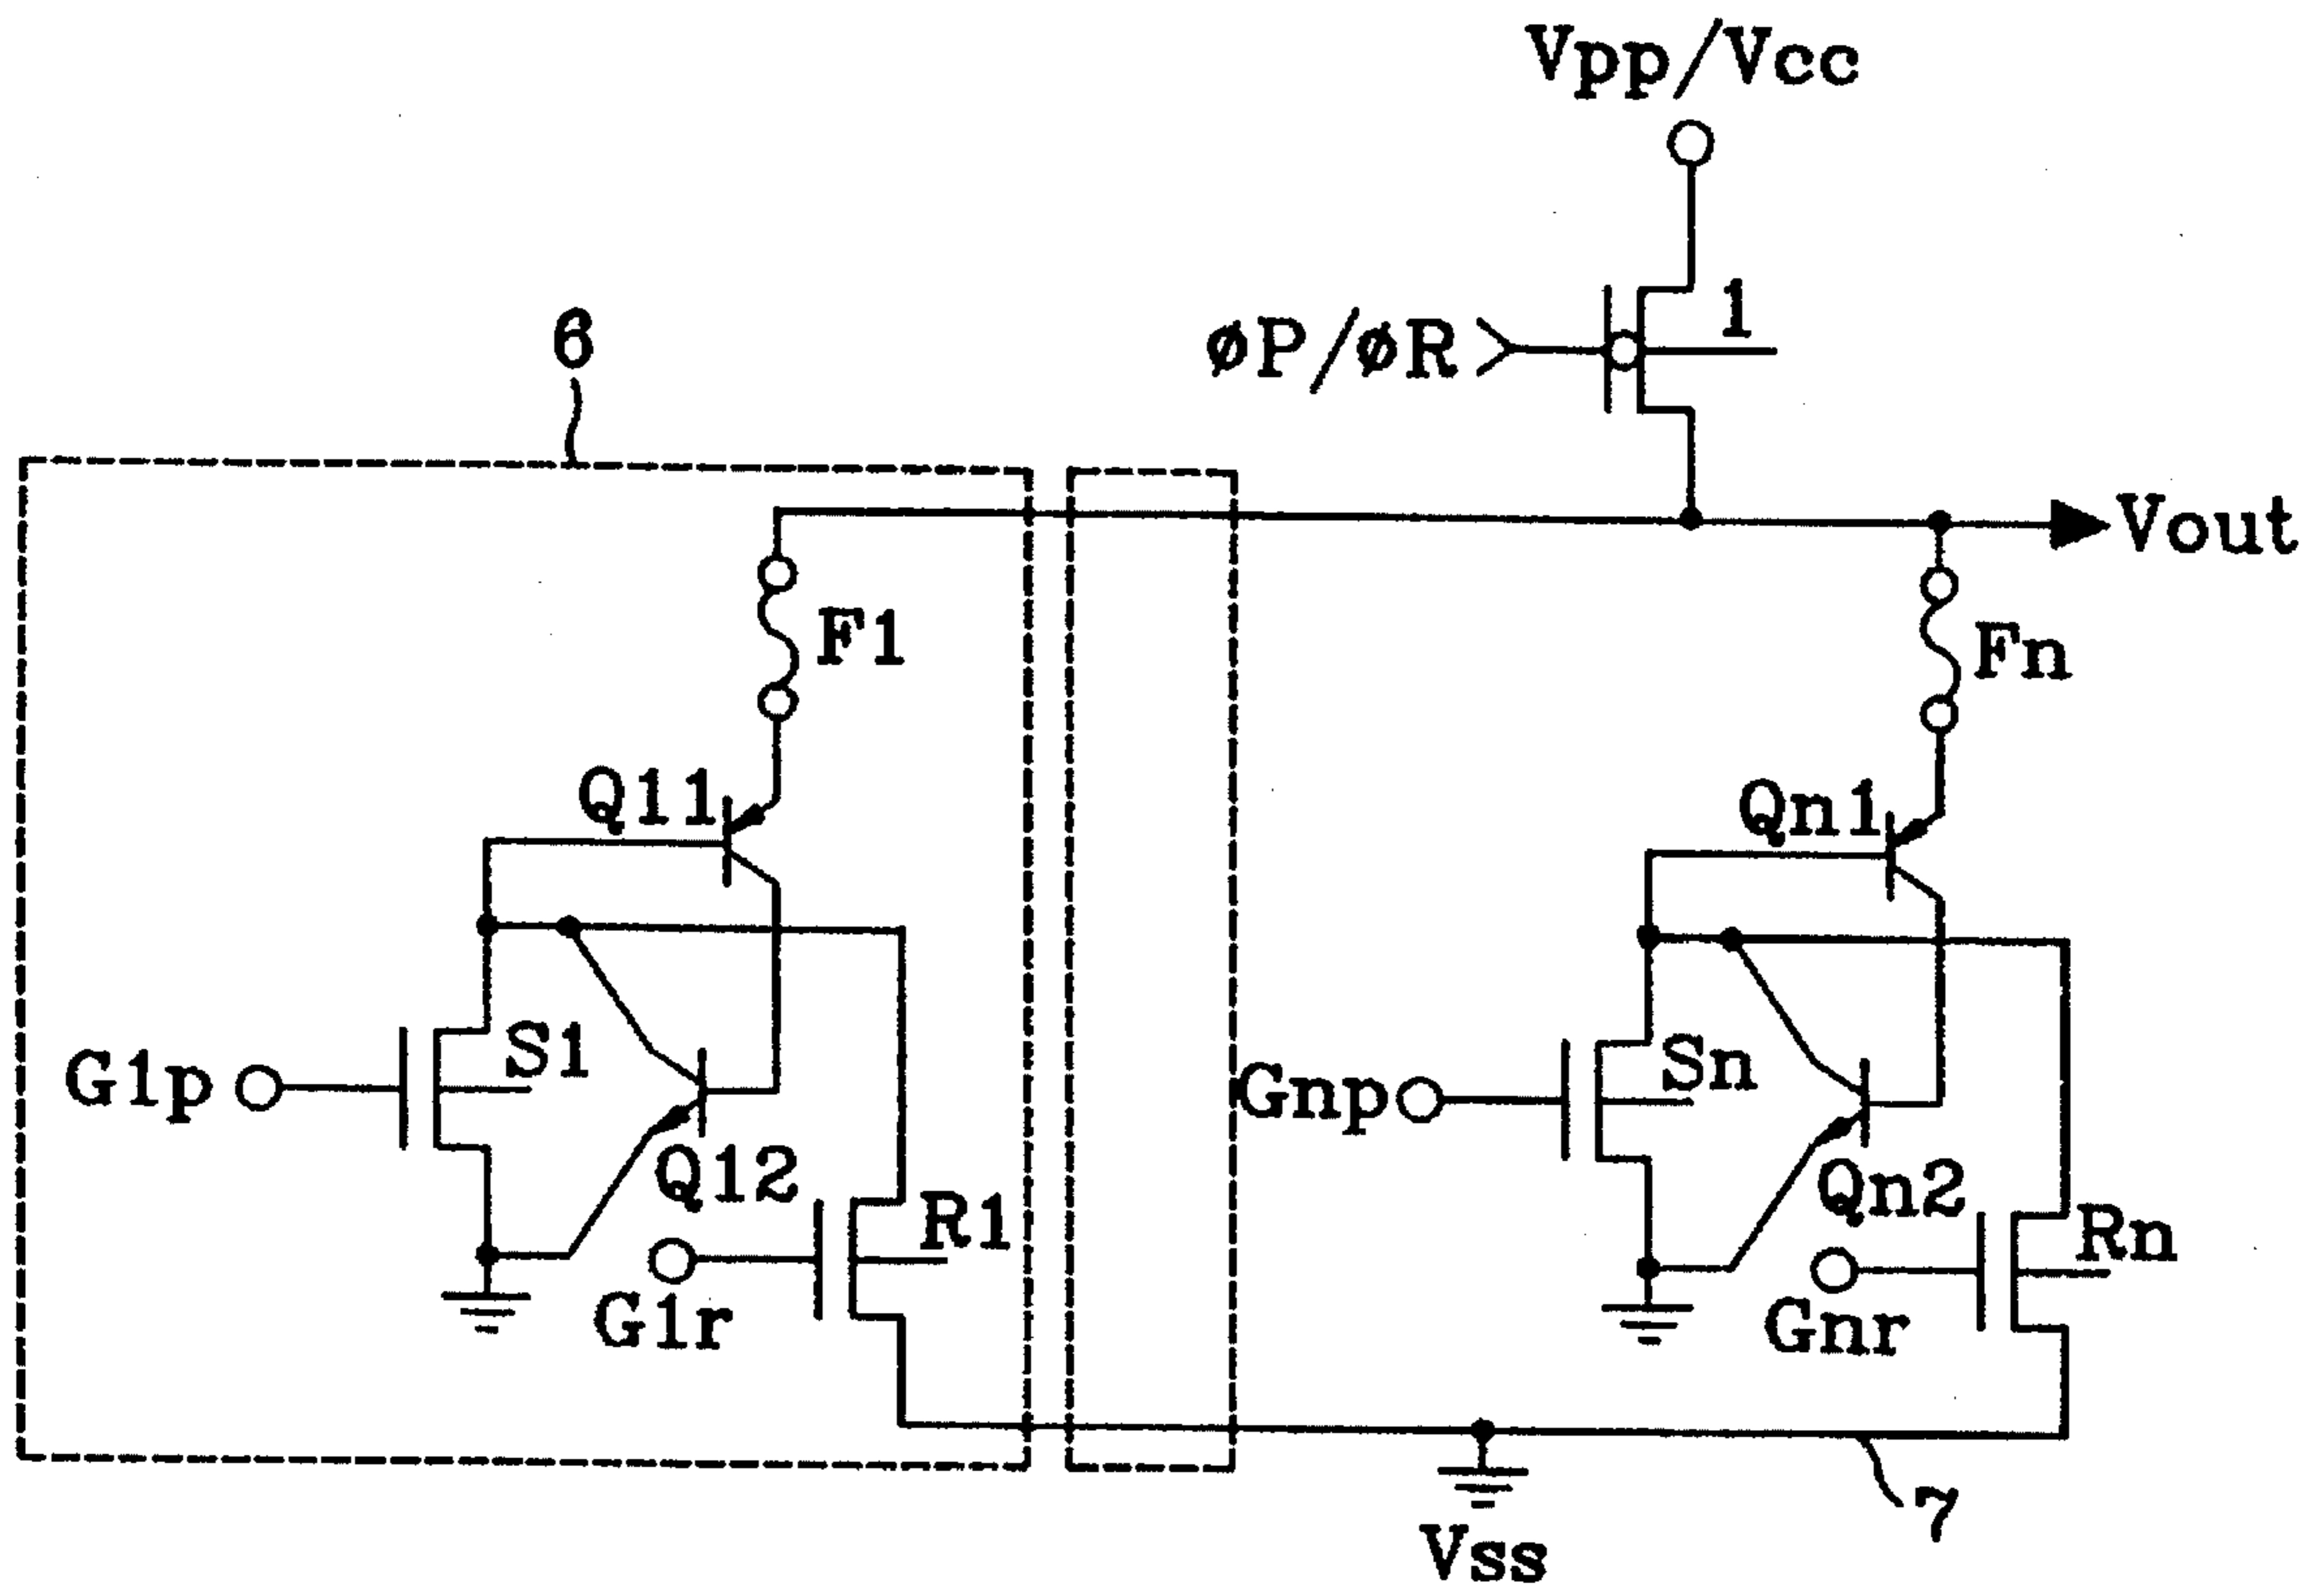 Vpp/Vcc
øP/øR
1
6
Vout
F1
Fn
Q11
Qn1
S1
Sn
G1p
Gnp
Q12
Qn2
R1
Rn
G1r
Gnr
7
Vss